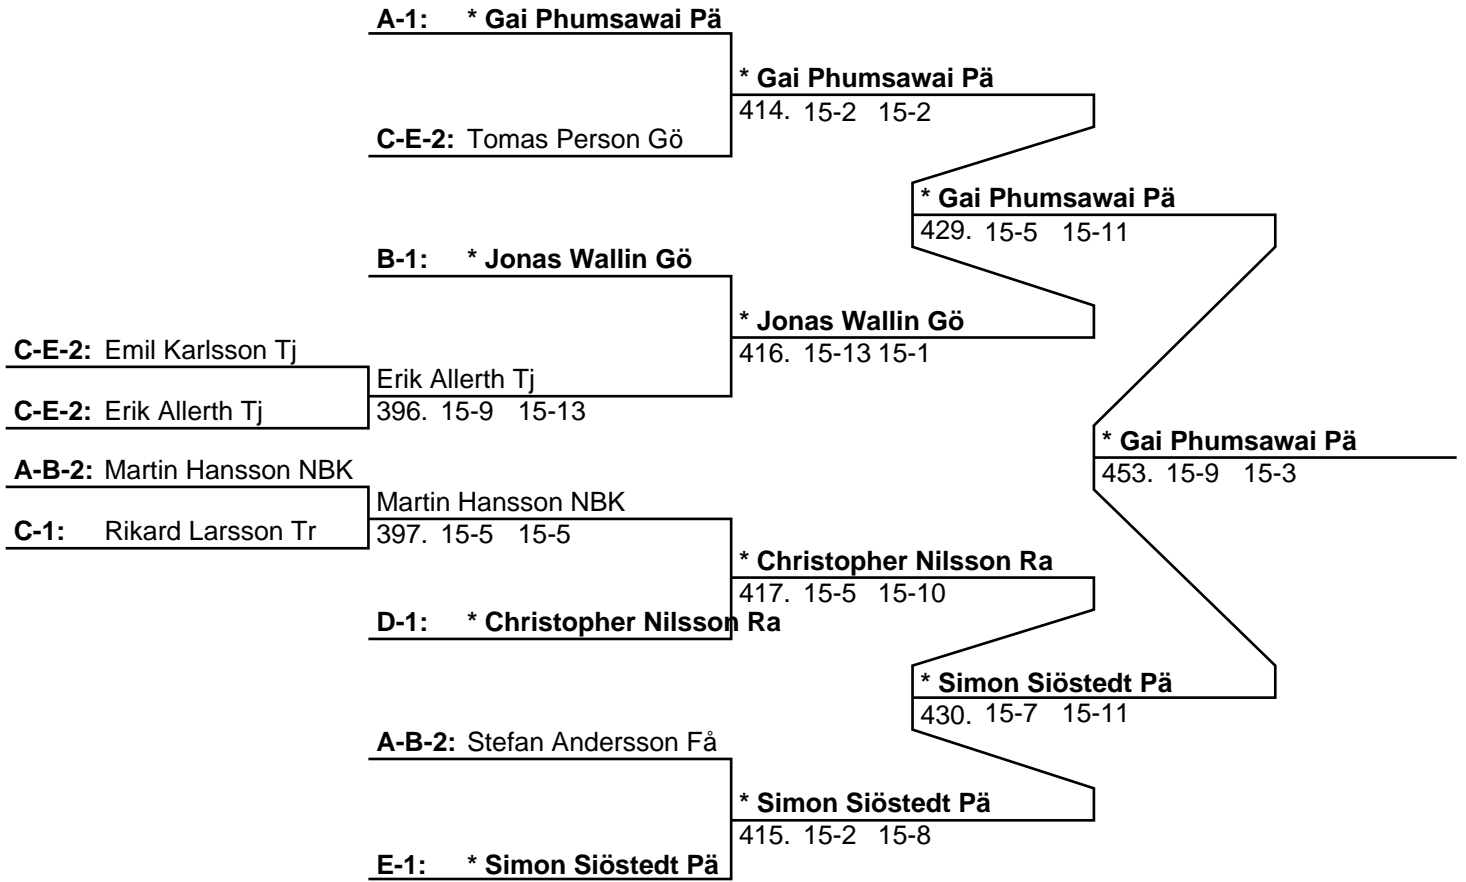 A-1: * Gai Phumsawai Pä
* Gai Phumsawai Pä
414. 15-2 15-2
C-E-2: Tomas Person Gö
* Gai Phumsawai Pä
429. 15-5 15-11
B-1: * Jonas Wallin Gö
* Jonas Wallin Gö
416. 15-13 15-1
C-E-2: Emil Karlsson Tj
Erik Allerth Tj
396. 15-9 15-13
C-E-2: Erik Allerth Tj
* Gai Phumsawai Pä
453. 15-9 15-3
A-B-2: Martin Hansson NBK
Martin Hansson NBK
397. 15-5 15-5
C-1: Rikard Larsson Tr
* Christopher Nilsson Ra
417. 15-5 15-10
D-1: * Christopher Nilsson Ra
* Simon Siöstedt Pä
430. 15-7 15-11
A-B-2: Stefan Andersson Få
* Simon Siöstedt Pä
415. 15-2 15-8
E-1: * Simon Siöstedt Pä